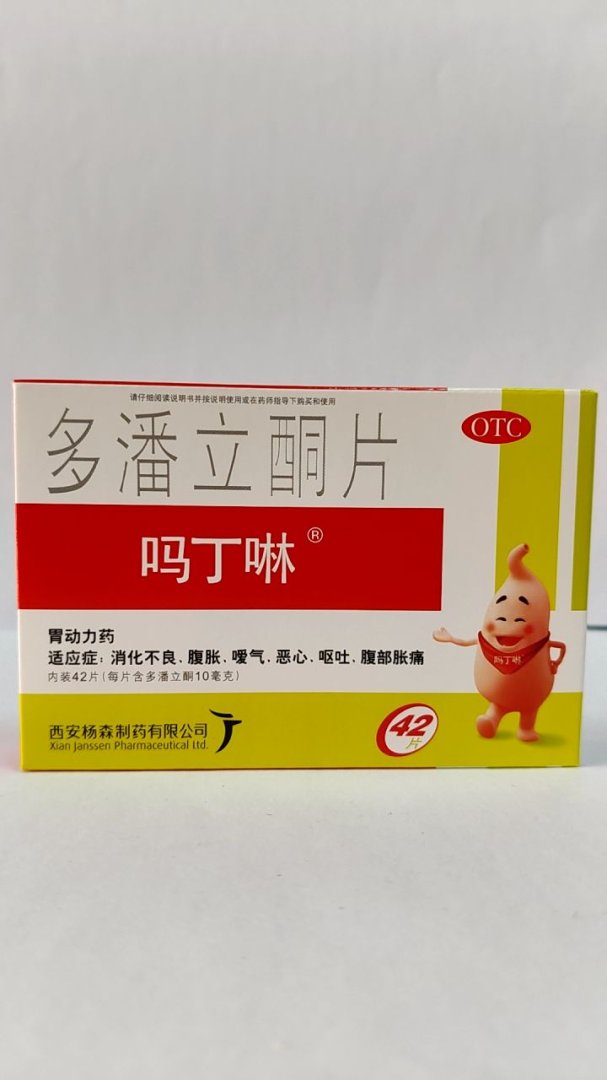 请仔细阅读说明书并按说明使用或在药师指导下购买和使用
多潘立酮片
OTC
吗丁啉®
胃动力药
适应症：消化不良、腹胀、嗳气、恶心、呕吐、腹部胀痛
内装42片（每片含多潘立酮10毫克）
吗丁啉
西安杨森制药有限公司
Xian Janssen Pharmaceutical Ltd.
42
片